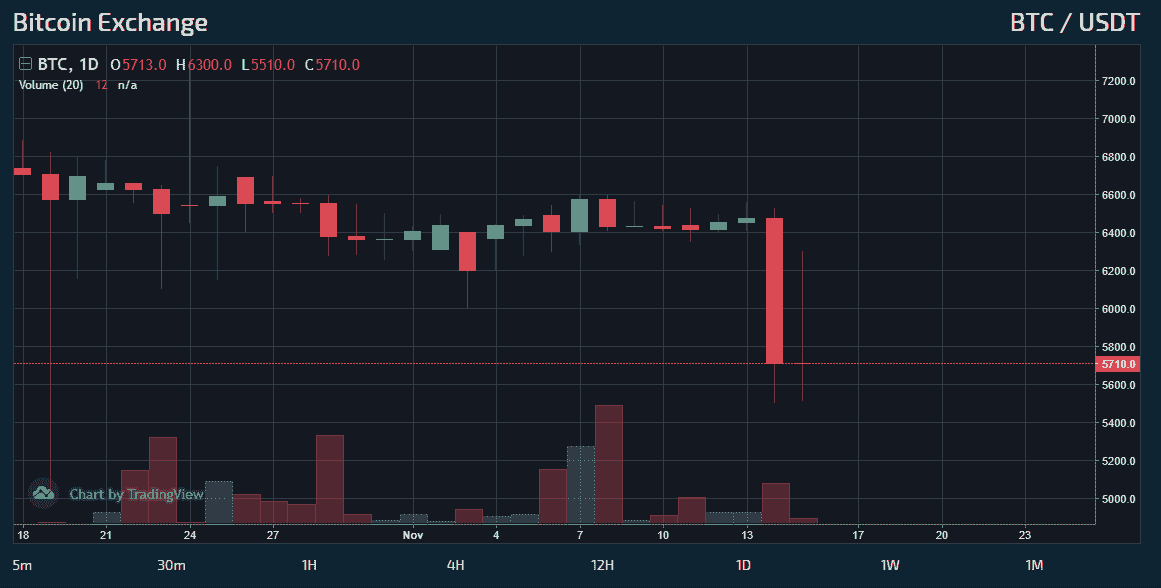 Bitcoin Exchange
BTC / USDT
BTC, 1D O5713.0 H6300.0 L5510.0 C5710.0
Volume (20) 12 n/a
7200.0
7000.0
6800.0
6600.0
6400.0
6200.0
6000.0
5800.0
5710.0
5600.0
5400.0
5200.0
5000.0
Chart by TradingView
18 21 24 27 Nov 4 7 10 13 17 20 23
5m 30m 1H 4H 12H 1D 1W 1M